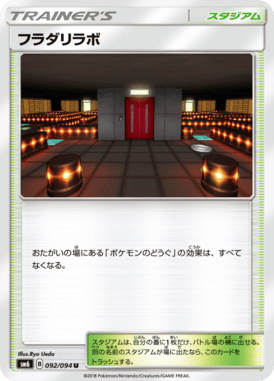 TRAINER'S
スタジアム
フラダリラボ
おたがいの場にある「ポケモンのどうぐ」の効果は、すべて
なくなる。
Illus.Ryo Ueda
sm6 B 092/094 U
スタジアムは、自分の番に1枚だけ、バトル場の横に出せる。
別の名前のスタジアムが場に出たなら、このカードを
トラッシュする。
©2018 Pokémon/Nintendo/Creatures/GAME FREAK.